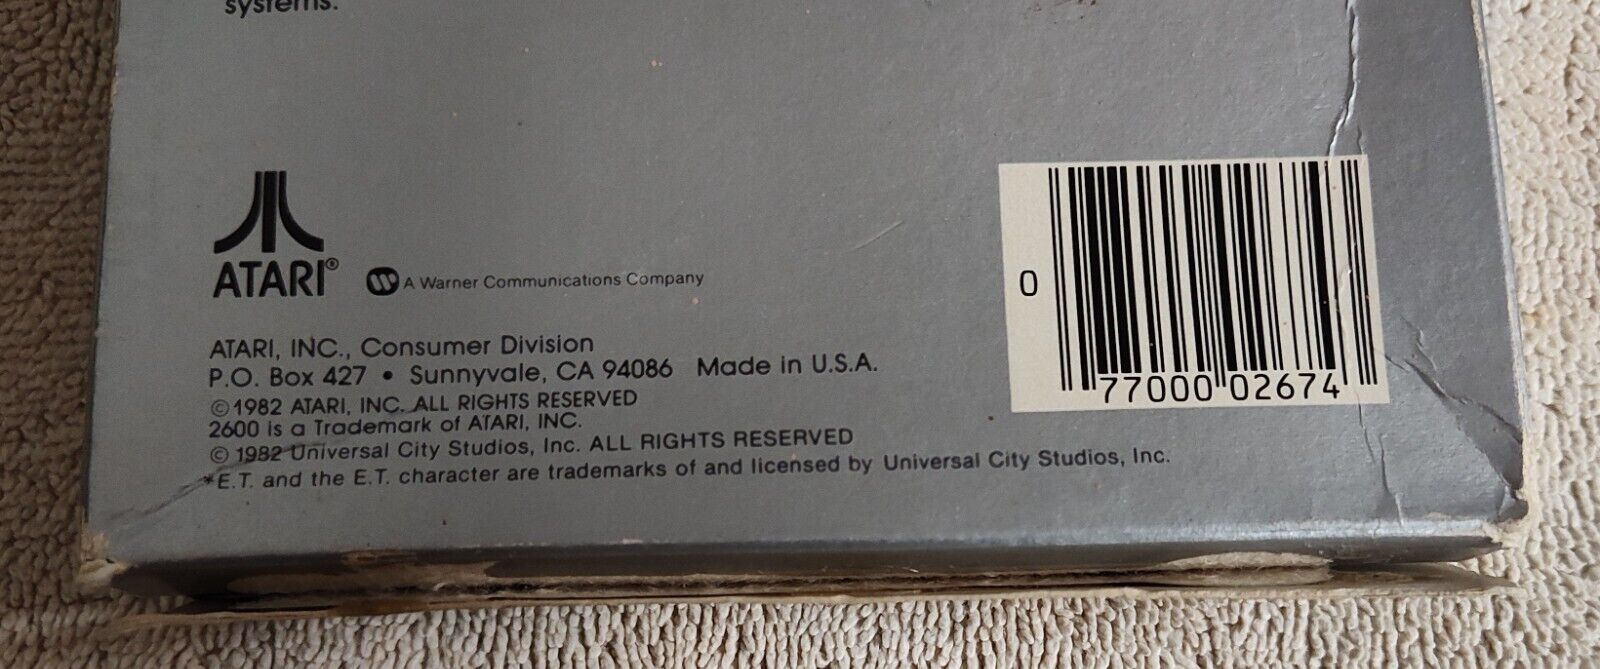 systems.
ATARI® W A Warner Communications Company
ATARI, INC., Consumer Division
P.O. Box 427 • Sunnyvale, CA 94086 Made in U.S.A.
©1982 ATARI, INC. ALL RIGHTS RESERVED
2600 is a Trademark of ATARI, INC.
© 1982 Universal City Studios, Inc. ALL RIGHTS RESERVED
*E.T. and the E.T. character are trademarks of and licensed by Universal City Studios, Inc.
0 77000 02674